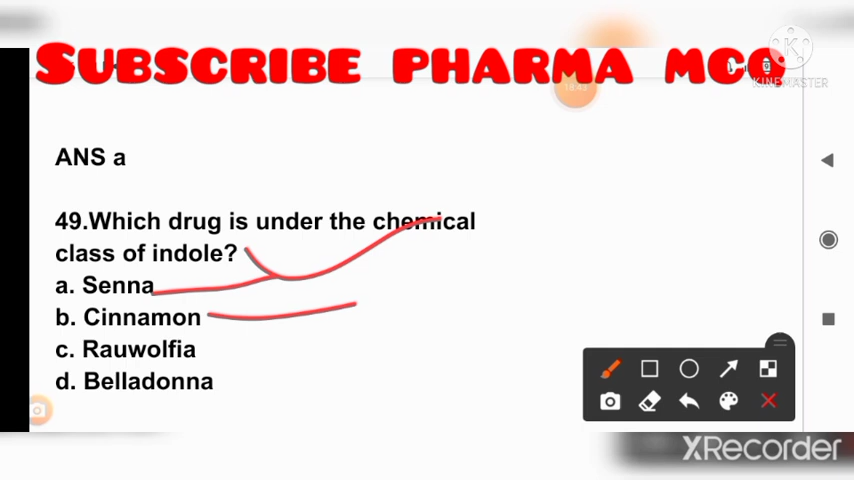 SUBSCRIBE PHARMA MCQ
KINEMASTER
ANS a
49.Which drug is under the chemical
class of indole?
a. Senna
b. Cinnamon
c. Rauwolfia
d. Belladonna
XRecorder